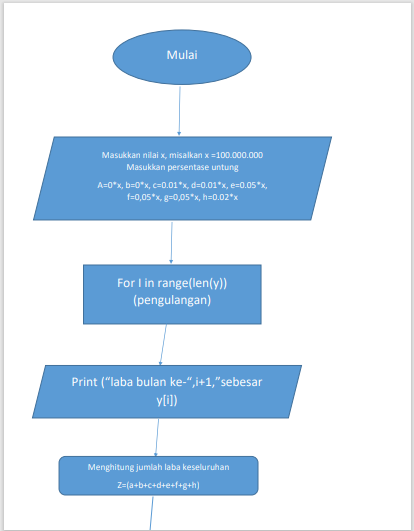 Mulai
Masukkan nilai x, misalkan x =100.000.000
Masukkan persentase untung
A=0*x, b=0*x, c=0.01*x, d=0.01*x, e=0.05*x,
f=0,05*x, g=0,05*x, h=0.02*x
For I in range(len(y))
(pengulangan)
Print (“laba bulan ke-“,i+1,”sebesar
y[i])
Menghitung jumlah laba keseluruhan
Z=(a+b+c+d+e+f+g+h)